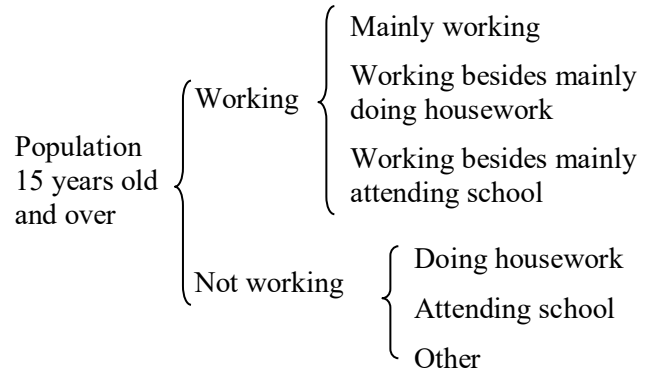 Population
15 years old
and over
Working
Mainly working
Working besides mainly
doing housework
Working besides mainly
attending school
Not working
Doing housework
Attending school
Other